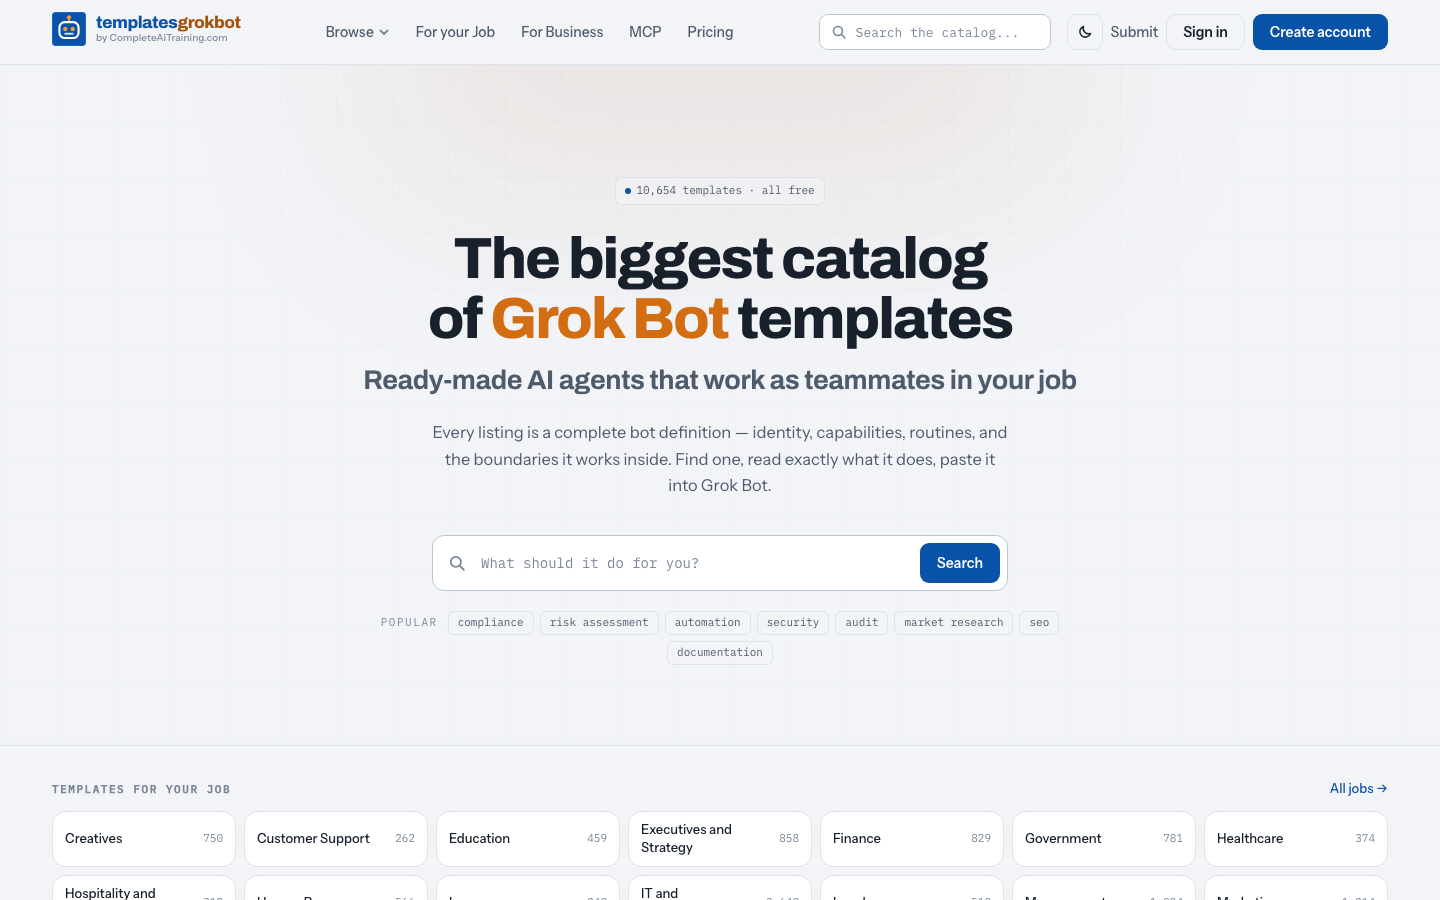 templatesgrokbot
by CompleteAiTraining.com
Browse
For your Job
For Business
MCP
Pricing
Search the catalog...
Submit
Sign in
Create account
10,654 templates · all free
The biggest catalog
of Grok Bot templates
Ready-made AI agents that work as teammates in your job
Every listing is a complete bot definition — identity, capabilities, routines, and
the boundaries it works inside. Find one, read exactly what it does, paste it
into Grok Bot.
What should it do for you?
Search
POPULAR
compliance
risk assessment
automation
security
audit
market research
seo
documentation
TEMPLATES FOR YOUR JOB
All jobs →
Creatives 750
Customer Support 262
Education 459
Executives and
Strategy 858
Finance 829
Government 781
Healthcare 374
Hospitality and
IT and